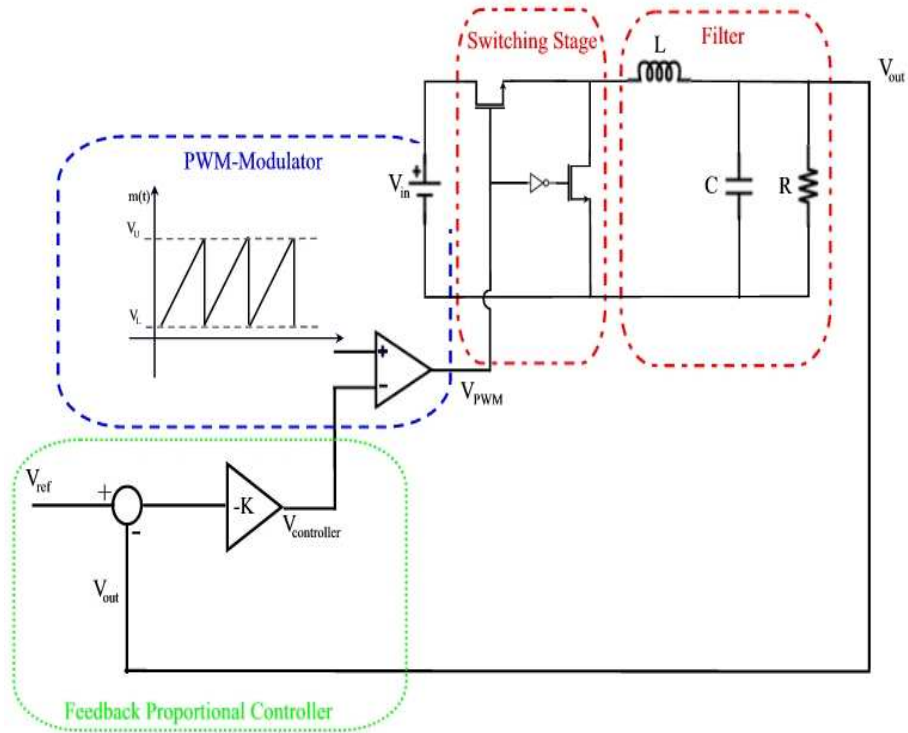 Switching Stage
Filter
L
V_out
PWM-Modulator
+
V_in
C
R
m(t)
V_U
V_L
+
-
V_PWM
V_ref
+
-
-K
V_controller
V_out
Feedback Proportional Controller